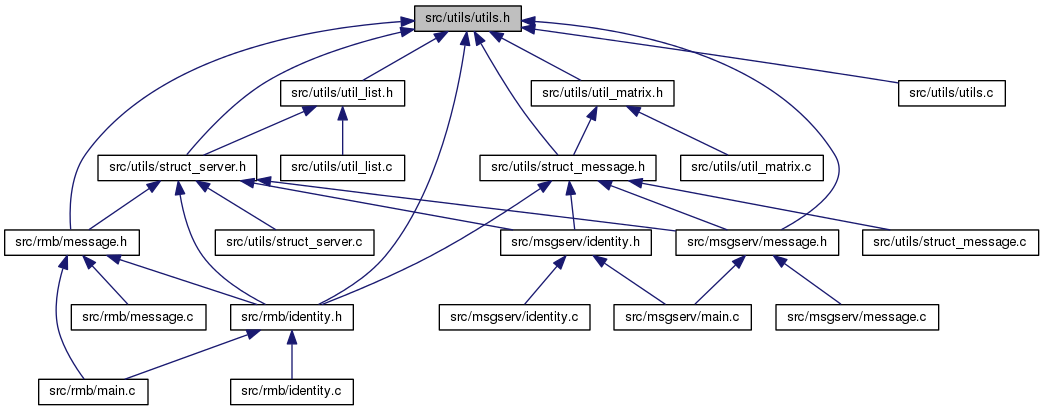 src/utils/utils.h
src/utils/util_list.h
src/utils/util_matrix.h
src/utils/utils.c
src/utils/struct_server.h
src/utils/util_list.c
src/utils/struct_message.h
src/utils/util_matrix.c
src/rmb/message.h
src/utils/struct_server.c
src/msgserv/identity.h
src/msgserv/message.h
src/utils/struct_message.c
src/rmb/message.c
src/rmb/identity.h
src/msgserv/identity.c
src/msgserv/main.c
src/msgserv/message.c
src/rmb/main.c
src/rmb/identity.c